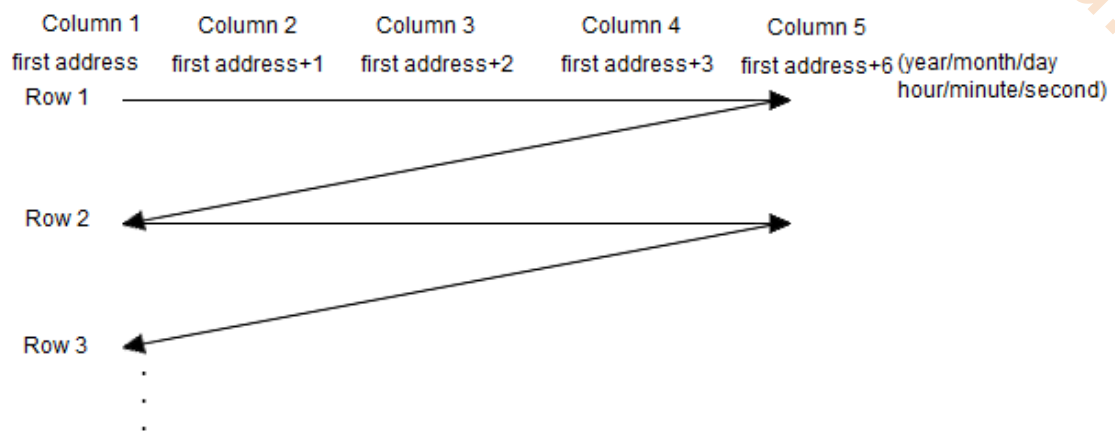 Column 1 Column 2 Column 3 Column 4 Column 5
first address first address+1 first address+2 first address+3 first address+6 (year/month/day
hour/minute/second)
Row 1
Row 2
Row 3
.
.
.